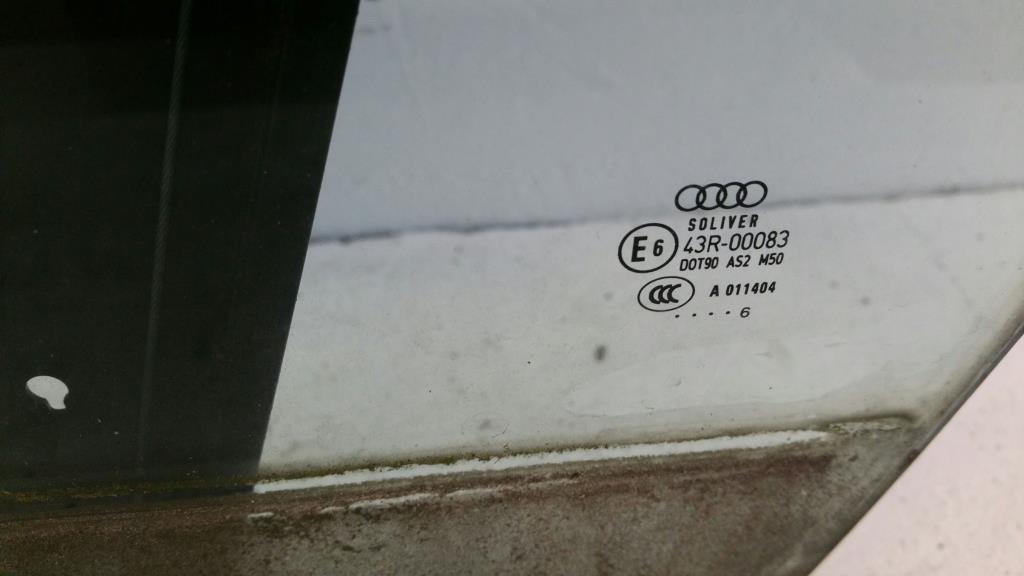 SOLIVER
E6 43R-00083
DOT90 AS2 M50
CCC A 011404
....6